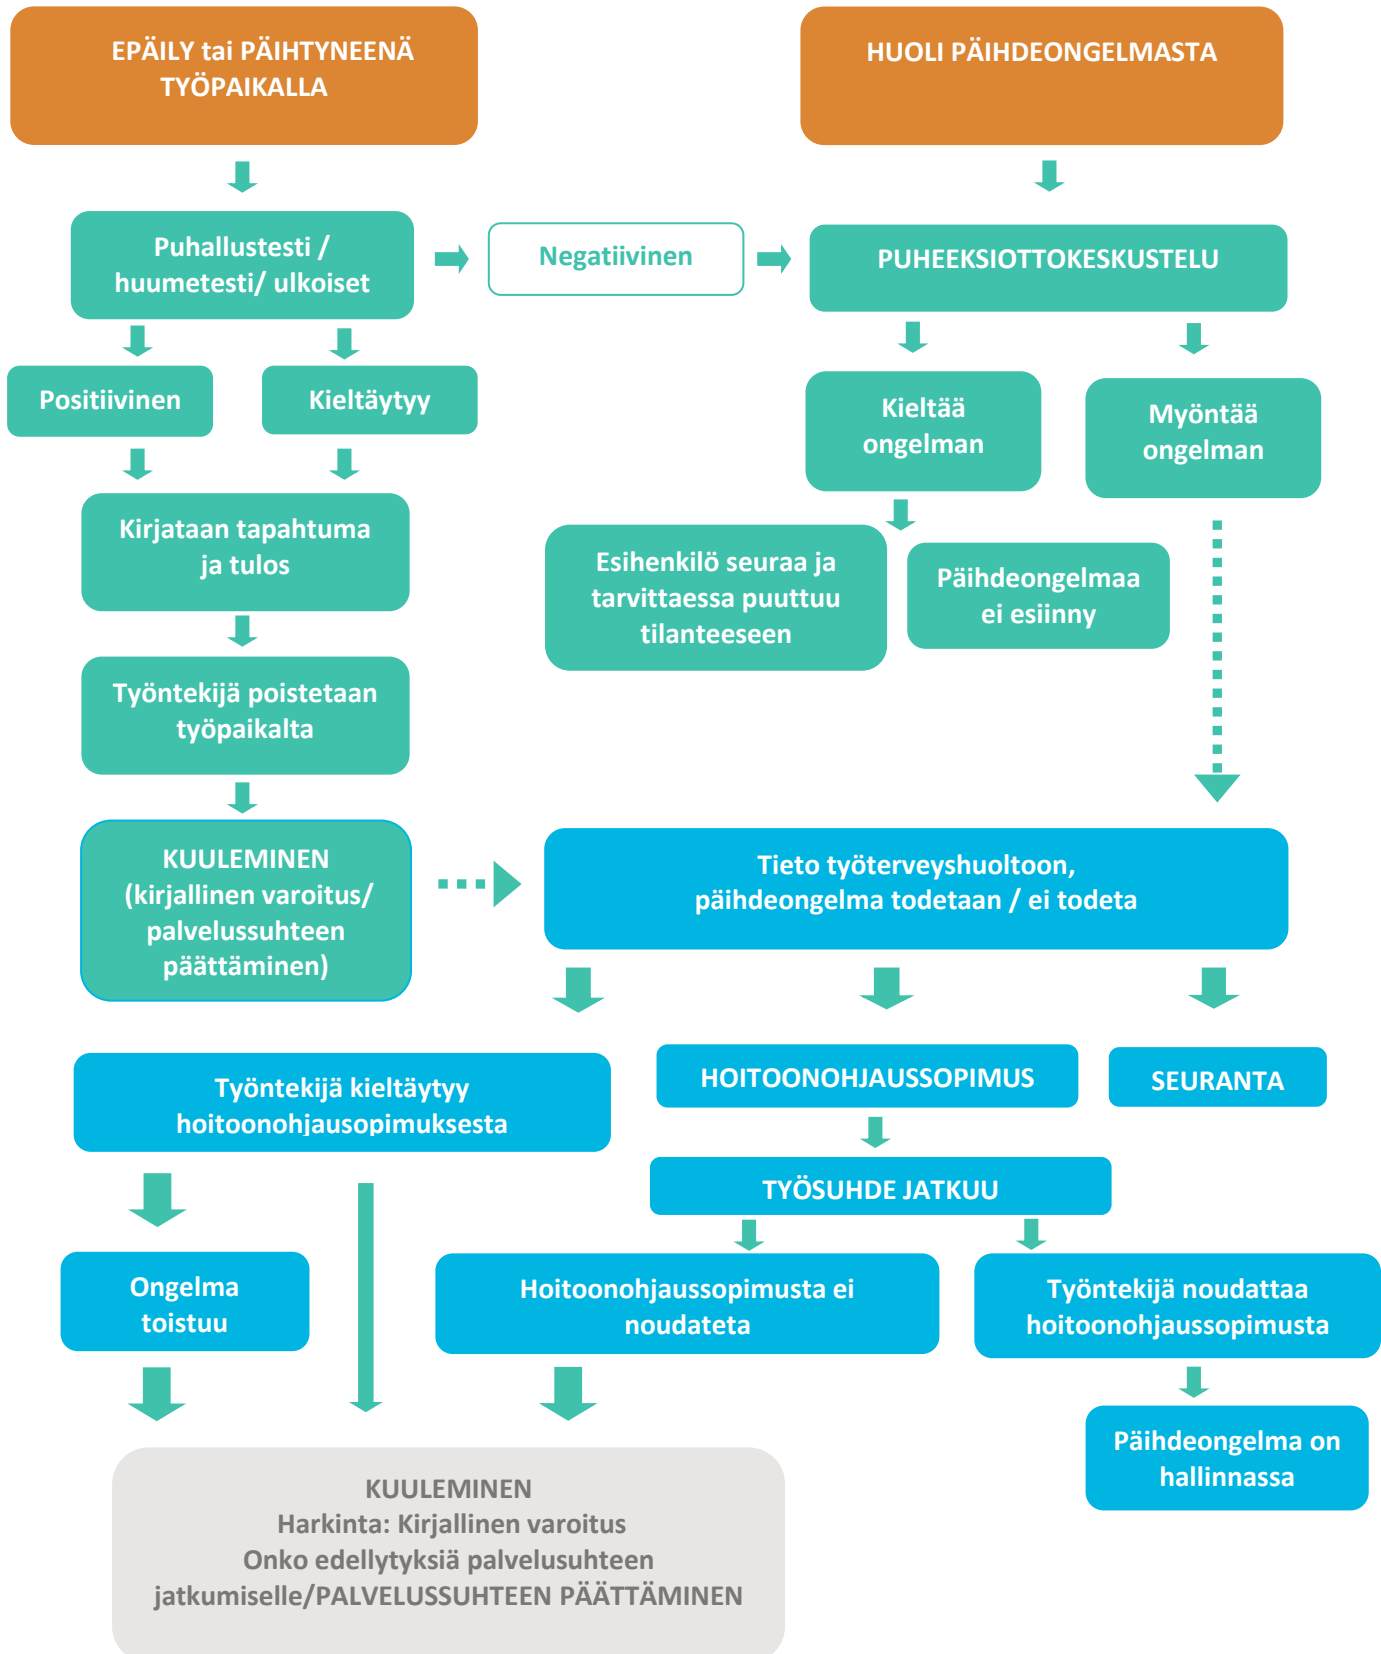 EPÄILY tai PÄIHTYNEENÄ
TYÖPAIKALLA
HUOLI PÄIHDEONGELMASTA
Puhallustesti /
huumetesti/ ulkoiset
Negatiivinen
PUHEEKSIOTTOKESKUSTELU
Positiivinen
Kieltäytyy
Kieltää
ongelman
Myöntää
ongelman
Kirjataan tapahtuma
ja tulos
Esihenkilö seuraa ja
tarvittaessa puuttuu
tilanteeseen
Päihdeongelmaa
ei esiinny
Työntekijä poistetaan
työpaikalta
KUULEMINEN
(kirjallinen varoitus/
palvelussuhteen
päättäminen)
Tieto työterveyshuoltoon,
päihdeongelma todetaan / ei todeta
Työntekijä kieltäytyy
hoitoonohjausopimuksesta
HOITOONOHJAUSSOPIMUS
SEURANTA
TYÖSUHDE JATKUU
Ongelma
toistuu
Hoitoonohjaussopimusta ei
noudateta
Työntekijä noudattaa
hoitoonohjaussopimusta
Päihdeongelma on
hallinnassa
KUULEMINEN
Harkinta: Kirjallinen varoitus
Onko edellytyksiä palvelusuhteen
jatkumiselle/PALVELUSSUHTEEN PÄÄTTÄMINEN